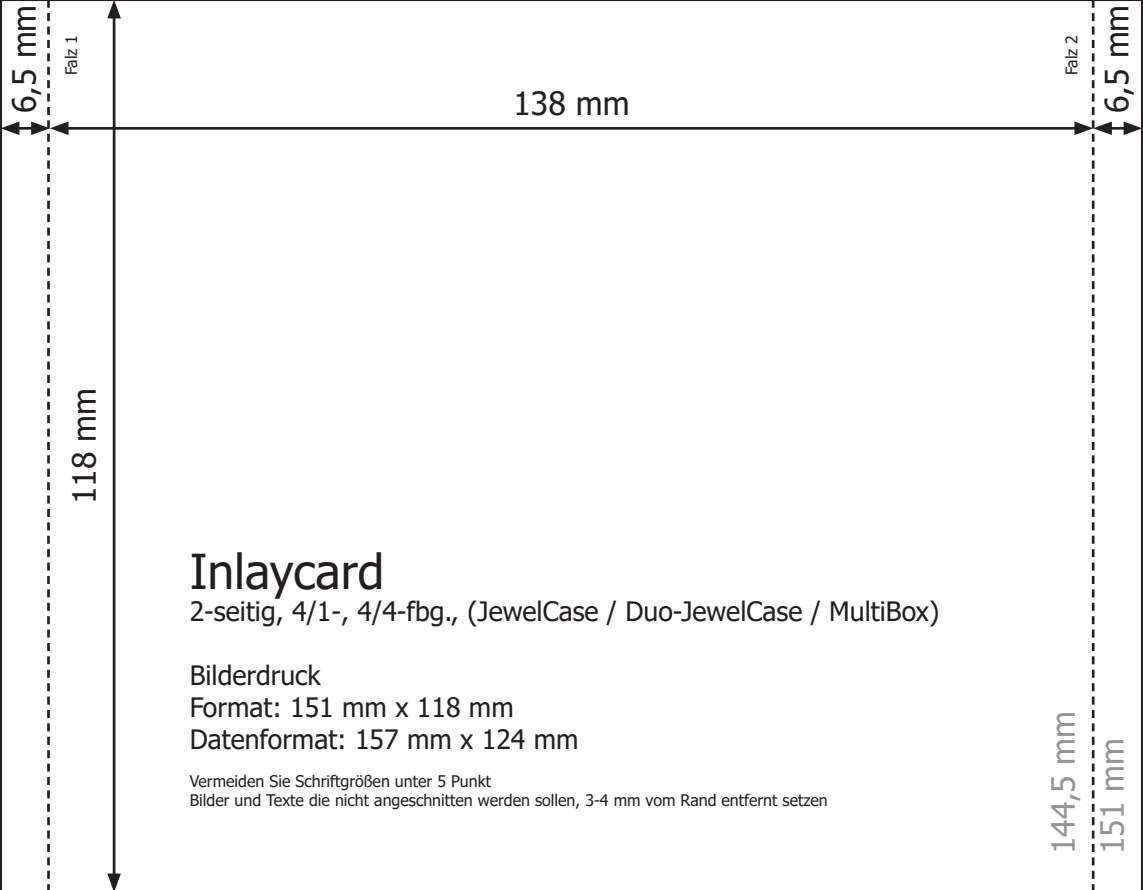 6,5 mm
Falz 1
Falz 2
6,5 mm
138 mm
118 mm
Inlaycard
2-seitig, 4/1-, 4/4-fbg., (JewelCase / Duo-JewelCase / MultiBox)
Bilderdruck
Format: 151 mm x 118 mm
Datenformat: 157 mm x 124 mm
Vermeiden Sie Schriftgrößen unter 5 Punkt
Bilder und Texte die nicht angeschnitten werden sollen, 3-4 mm vom Rand entfernt setzen
144,5 mm
151 mm